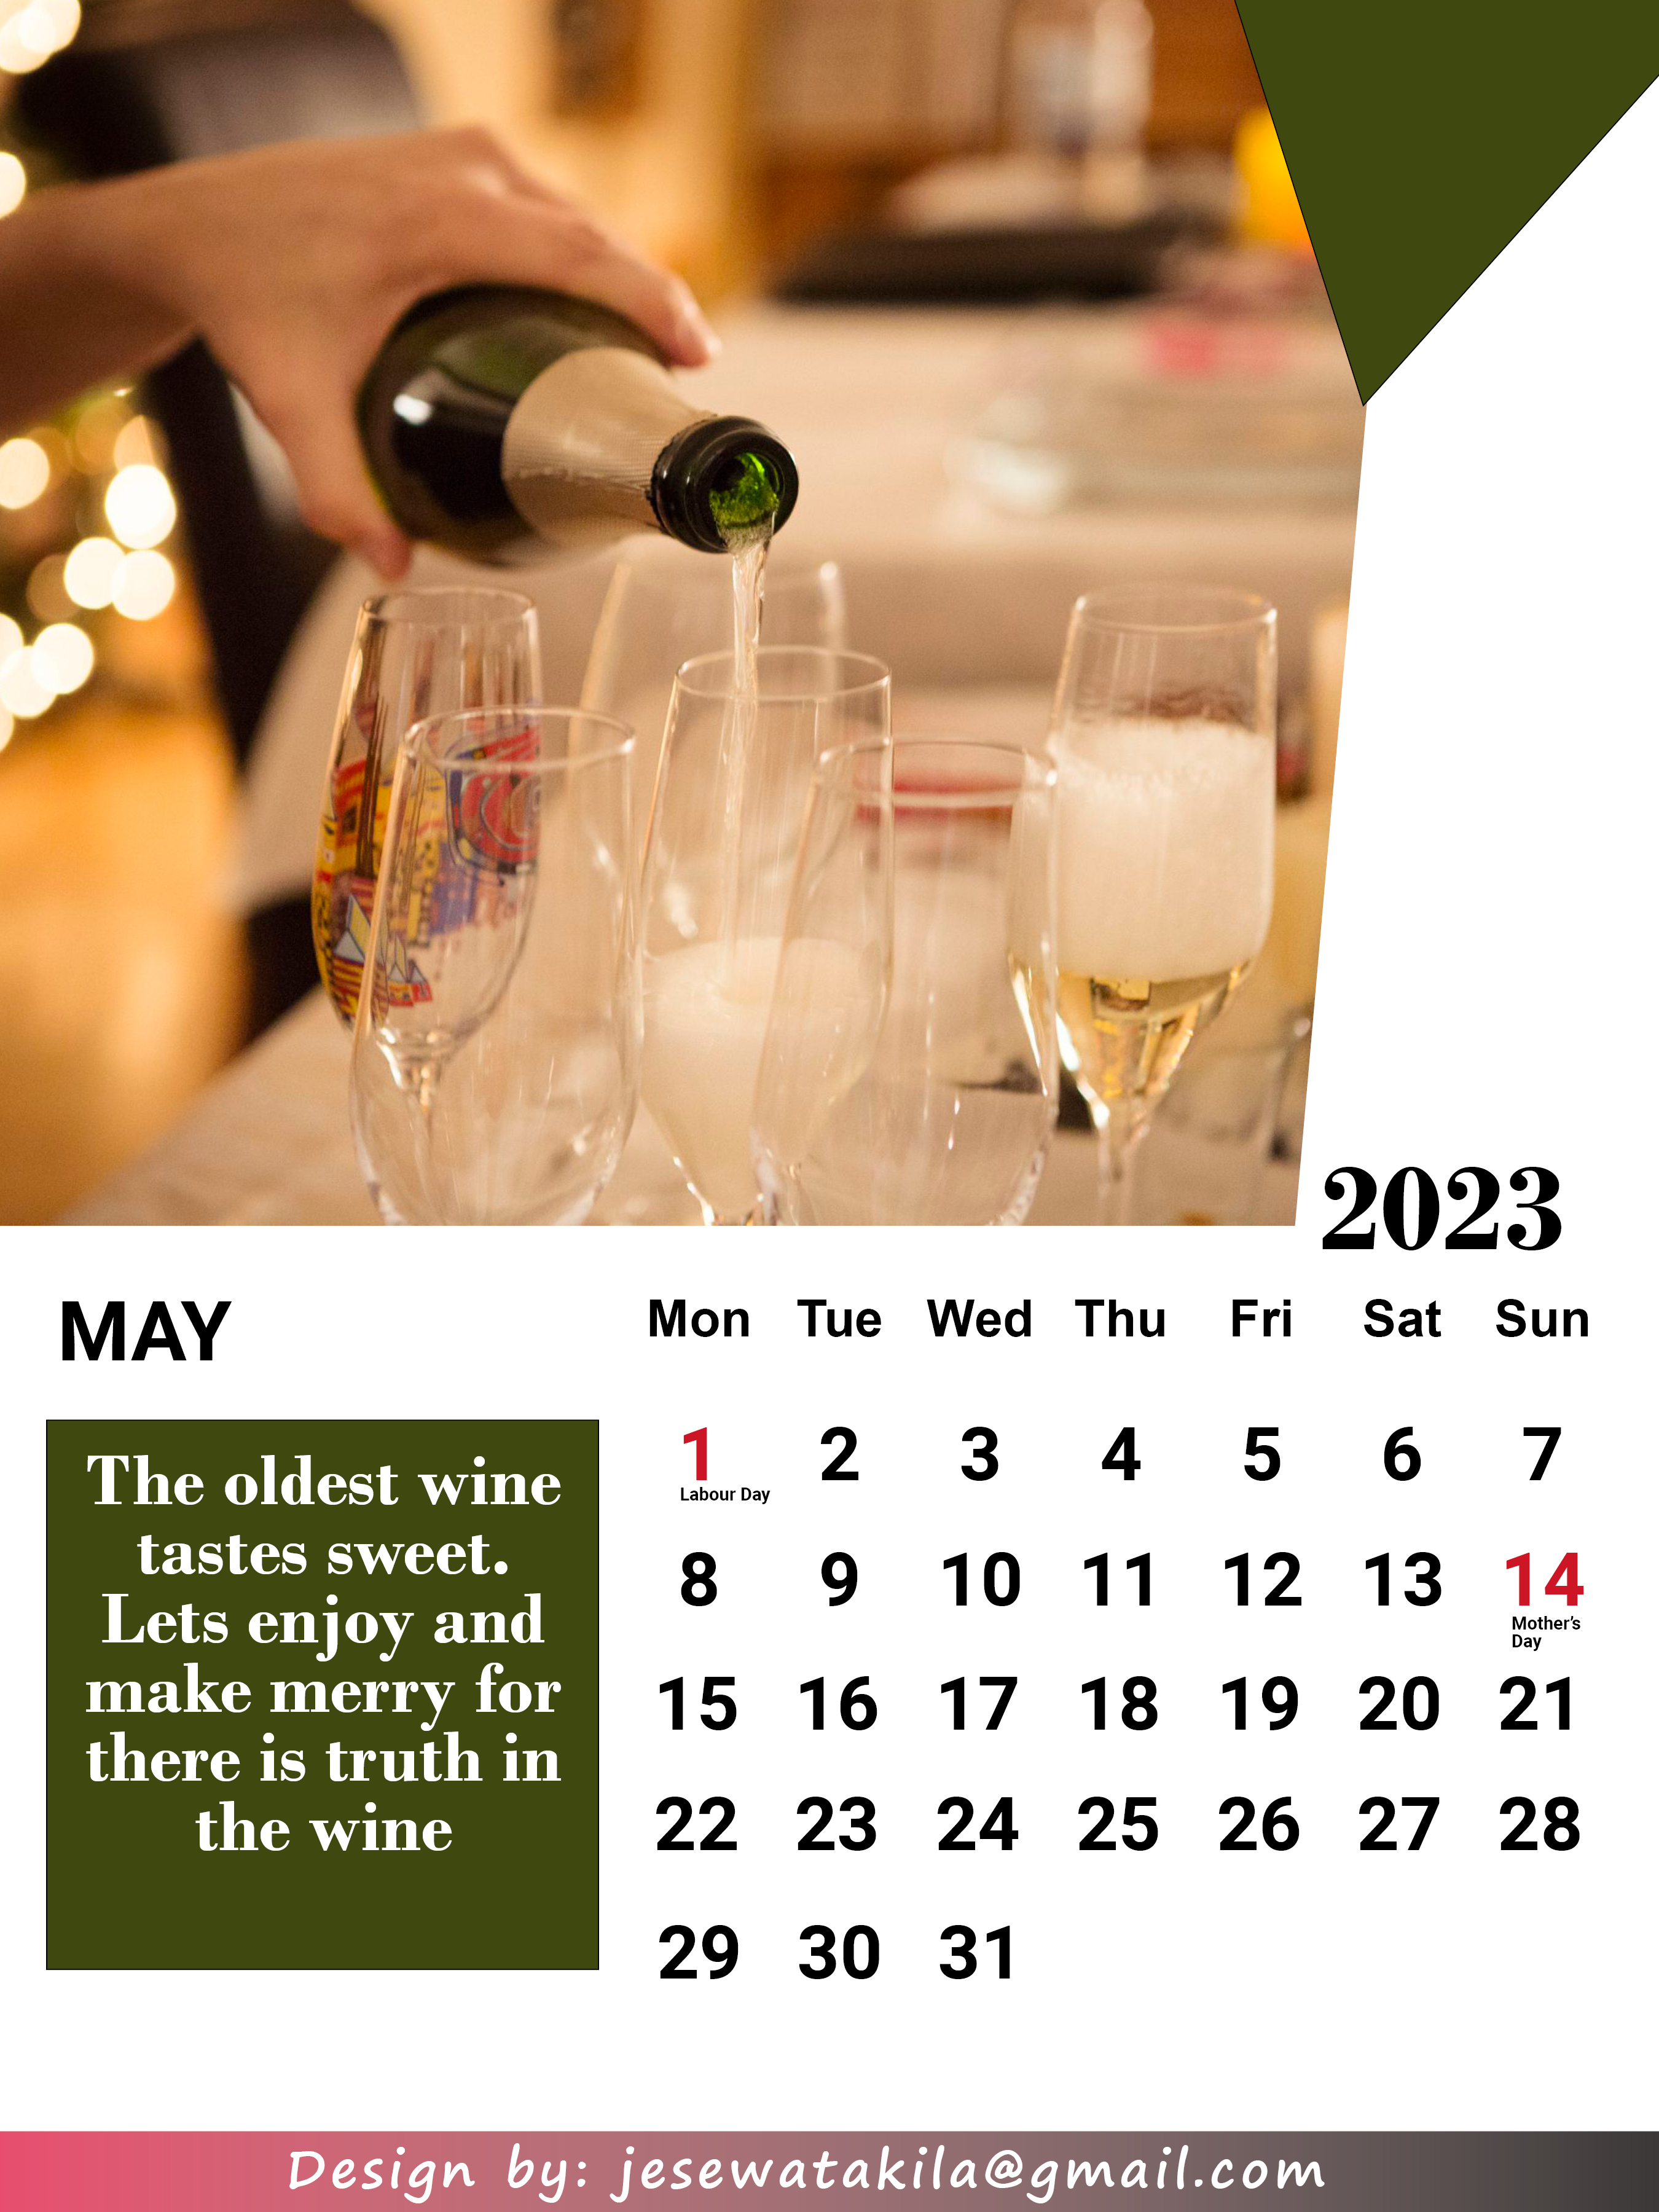 2023
MAY
Mon Tue Wed Thu Fri Sat Sun
The oldest wine
tastes sweet.
Lets enjoy and
make merry for
there is truth in
the wine
1 2 3 4 5 6 7
Labour Day
8 9 10 11 12 13 14
Mother's
Day
15 16 17 18 19 20 21
22 23 24 25 26 27 28
29 30 31
Design by: jesewatakila@gmail.com